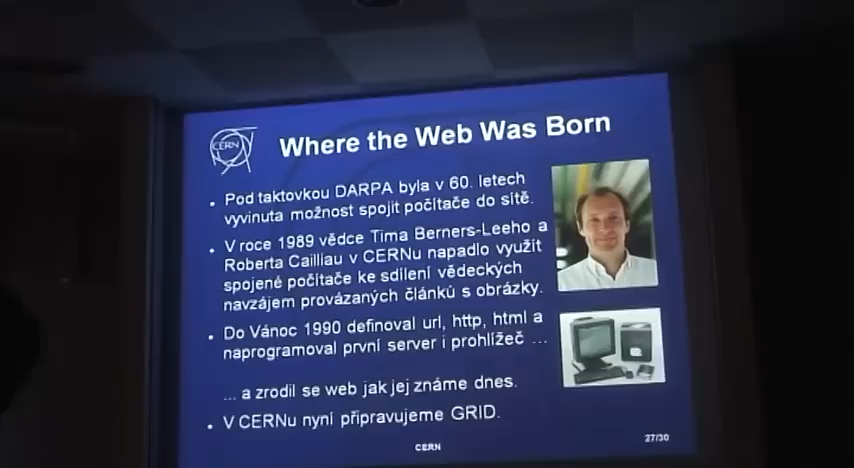 CERN
Where the Web Was Born
• Pod taktovkou DARPA byla v 60. letech
vyvinuta možnost spojit počítače do sítě.
• V roce 1989 vědce Tima Berners-Leeho a
Roberta Cailliau v CERNu napadlo využít
spojené počítače ke sdílení vědeckých
navzájem provázaných článků s obrázky.
• Do Vánoc 1990 definoval url, http, html a
naprogramoval první server i prohlížeč ...
... a zrodil se web jak jej známe dnes.
• V CERNu nyní připravujeme GRID.
CERN
27/30